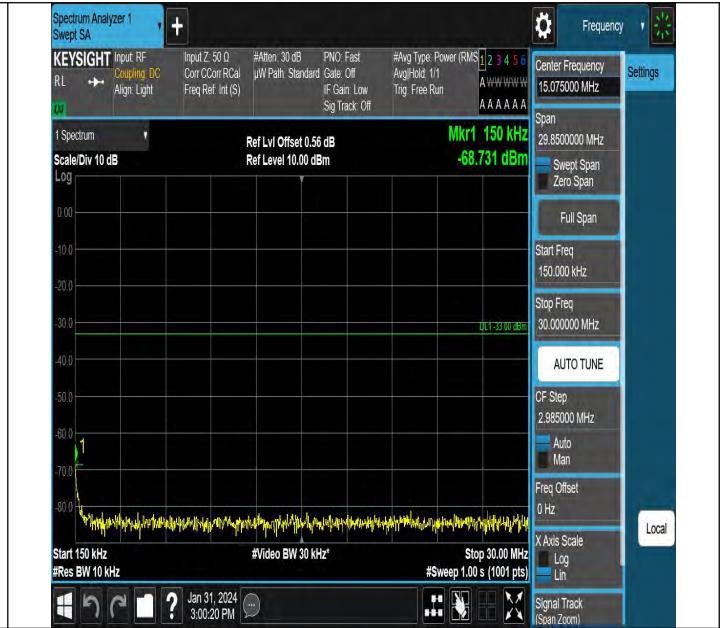 Spectrum Analyzer 1
Swept SA
+
Frequency
KEYSIGHT
RL
Input: RF
Coupling: DC
Align: Light
Input Z: 50 Ω
Corr CCorr RCal
Freq Ref: Int (S)
#Atten: 30 dB
µW Path: Standard
PNO: Fast
Gate: Off
IF Gain: Low
Sig Track: Off
#Avg Type: Power (RMS
Avg|Hold: 1/1
Trig: Free Run
1 2 3 4 5 6
A W W W W W
A A A A A A
1 Spectrum
Scale/Div 10 dB
Log
Ref Lvl Offset 0.56 dB
Ref Level 10.00 dBm
Mkr1 150 kHz
-68.731 dBm
0.00
-10.0
-20.0
-30.0
DL1 -33.00 dBm
-40.0
-50.0
-60.0
1
-70.0
-80.0
Start 150 kHz
#Res BW 10 kHz
#Video BW 30 kHz*
Stop 30.00 MHz
#Sweep 1.00 s (1001 pts)
Center Frequency
15.075000 MHz
Settings
Span
29.8500000 MHz
Swept Span
Zero Span
Full Span
Start Freq
150.000 kHz
Stop Freq
30.000000 MHz
AUTO TUNE
CF Step
2.985000 MHz
Auto
Man
Freq Offset
0 Hz
X Axis Scale
Log
Lin
Local
Signal Track
(Span Zoom)
?
Jan 31, 2024
3:00:20 PM